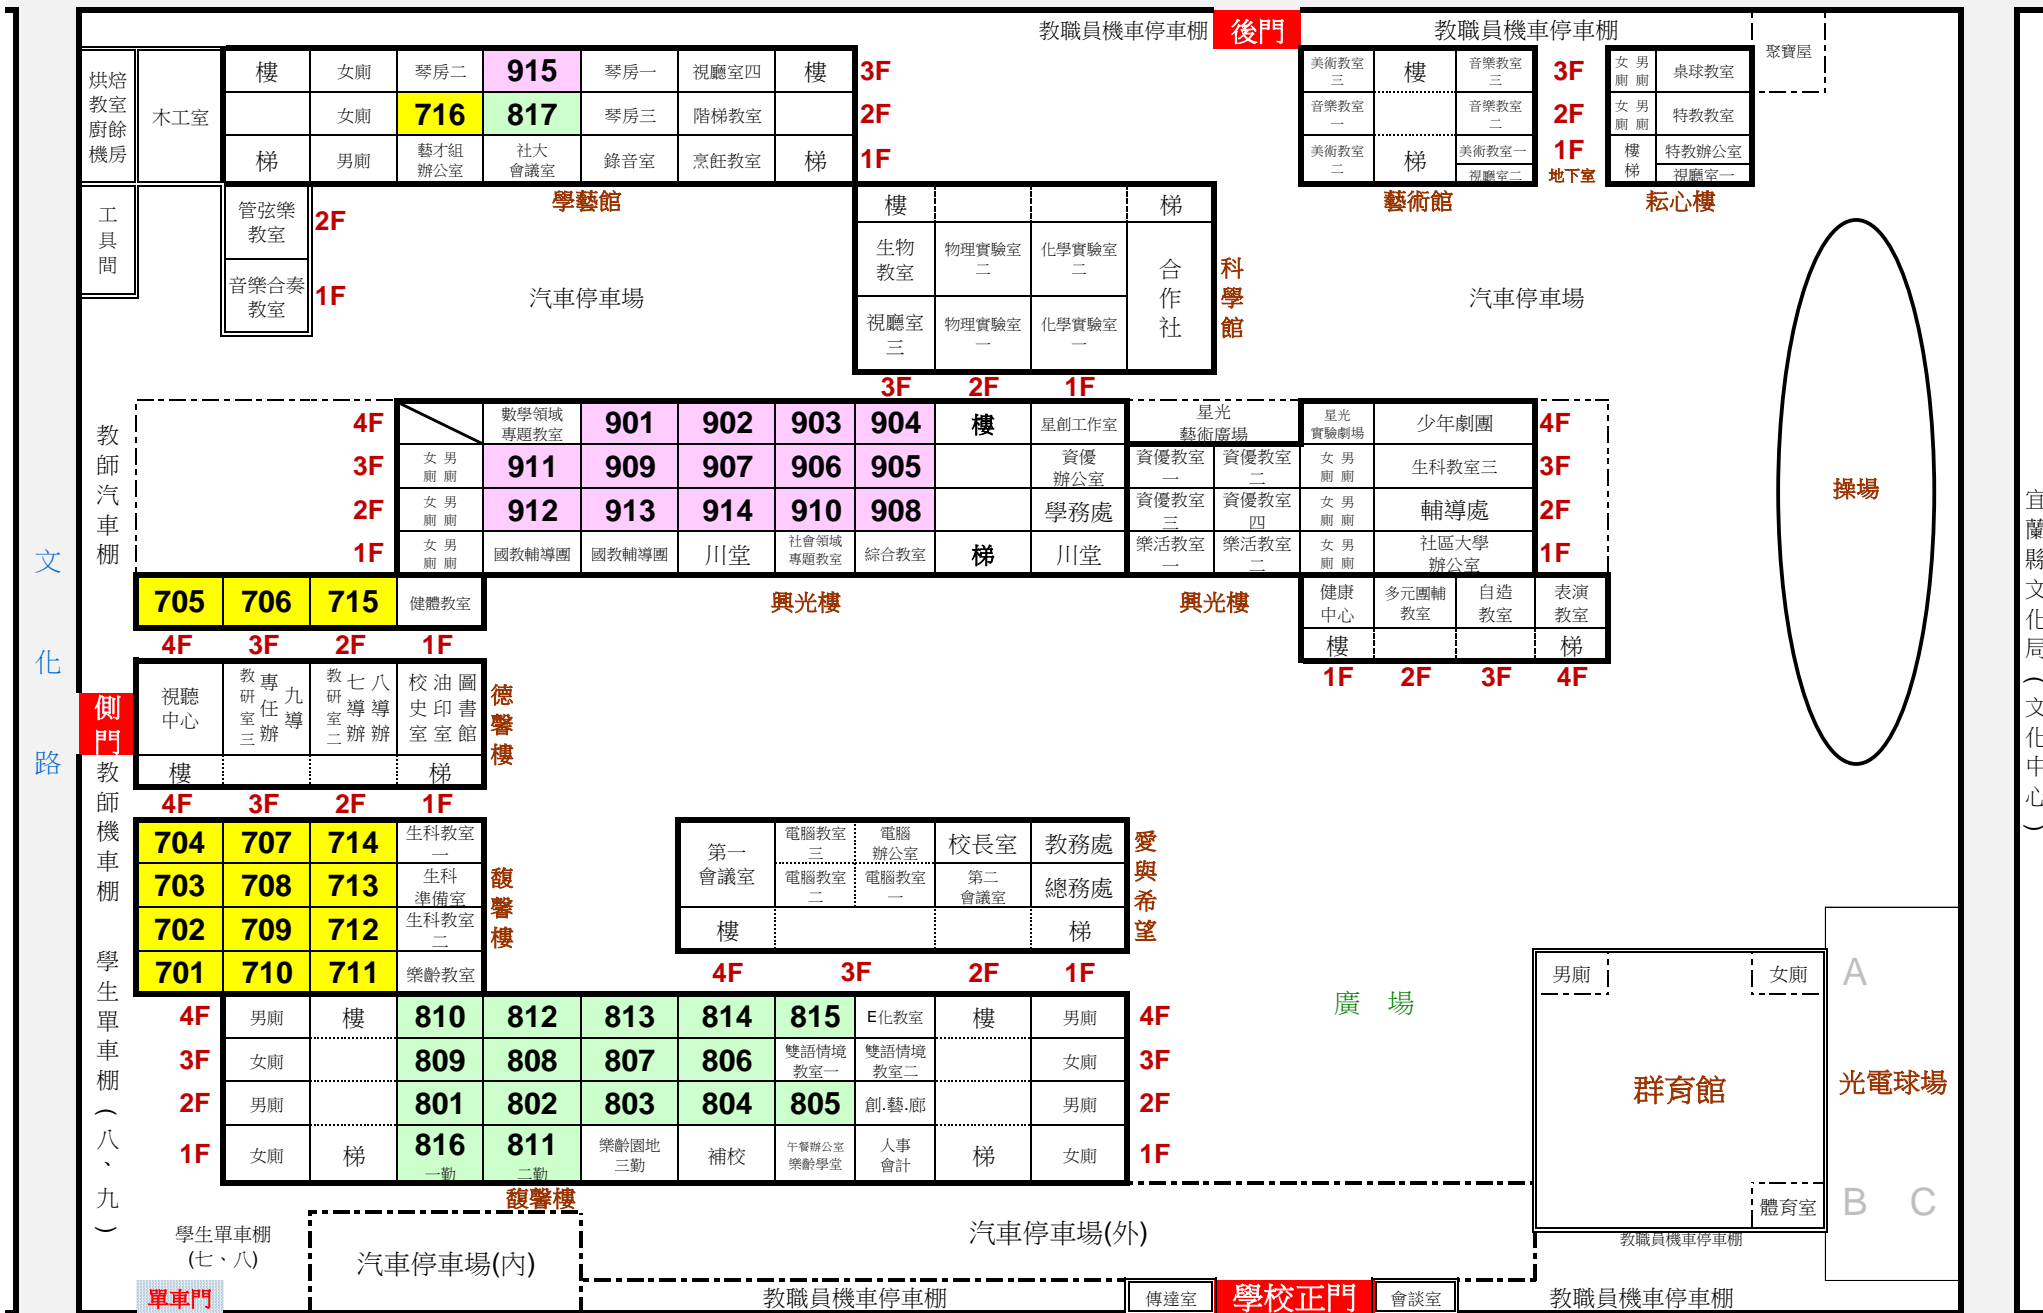 教職員機車停車棚 後門 教職員機車停車棚
聚寶屋
烘焙教室廚餘機房 木工室
樓 女廁 琴房二 915 琴房一 視廳室四 樓 3F
女廁 716 817 琴房三 階梯教室 2F
梯 男廁 藝才組辦公室 社大會議室 錄音室 烹飪教室 梯 1F
學藝館
美術教室三 樓 音樂教室三 3F 女廁 男廁 桌球教室
音樂教室一 音樂教室二 2F 女廁 男廁 特教教室
美術教室二 梯 美術教室一 1F 樓梯 特教辦公室
視廳室二 地下室 視廳室一
藝術館 耘心樓
工具間
管弦樂教室 2F
音樂合奏教室 1F
汽車停車場
樓 梯
生物教室 物理實驗室二 化學實驗室二 合作社
視廳室三 物理實驗室一 化學實驗室一
科學館
3F 2F 1F
汽車停車場
操場
教師汽車棚
4F 數學領域專題教室 901 902 903 904 樓 星創工作室 星光藝術廣場 星光實驗劇場 少年劇團 4F
3F 女廁 男廁 911 909 907 906 905 資優辦公室 資優教室一 資優教室二 女廁 男廁 生科教室三 3F
2F 女廁 男廁 912 913 914 910 908 學務處 資優教室三 資優教室四 女廁 男廁 輔導處 2F
1F 女廁 男廁 國教輔導團 國教輔導團 川堂 社會領域專題教室 綜合教室 梯 川堂 樂活教室一 樂活教室二 女廁 男廁 社區大學辦公室 1F
705 706 715 健體教室 興光樓 興光樓
4F 3F 2F 1F
健康中心 多元團輔教室 自造教室 表演教室
樓 梯
1F 2F 3F 4F
文化路
側門
視聽中心 教研室三 專任辦 九導 教研室二 七導辦 八導辦 校史室 油印室 圖書館
樓 梯
德馨樓
4F 3F 2F 1F
教師機車棚
704 707 714 生科教室一
703 708 713 生科準備室
702 709 712 生科教室二
701 710 711 樂齡教室
馥馨樓
第一會議室 電腦教室三 電腦辦公室 校長室 教務處
電腦教室二 電腦教室一 第二會議室 總務處
樓 梯
愛與希望
4F 3F 2F 1F
學生單車棚(八、九)
4F 男廁 樓 810 812 813 814 815 E化教室 樓 男廁 4F
3F 女廁 809 808 807 806 雙語情境教室一 雙語情境教室二 女廁 3F
2F 男廁 801 802 803 804 805 創.藝.廊 男廁 2F
1F 女廁 梯 816 一勤 811 二勤 樂齡園地三勤 補校 午餐辦公室樂齡學堂 人事會計 梯 女廁 1F
馥馨樓
廣 場
男廁 女廁
群育館
體育室
教職員機車停車棚
A
光電球場
B C
宜蘭縣文化局(文化中心)
學生單車棚
(七、八)
汽車停車場(內)
汽車停車場(外)
單車門 教職員機車停車棚 傳達室 學校正門 會談室 教職員機車停車棚